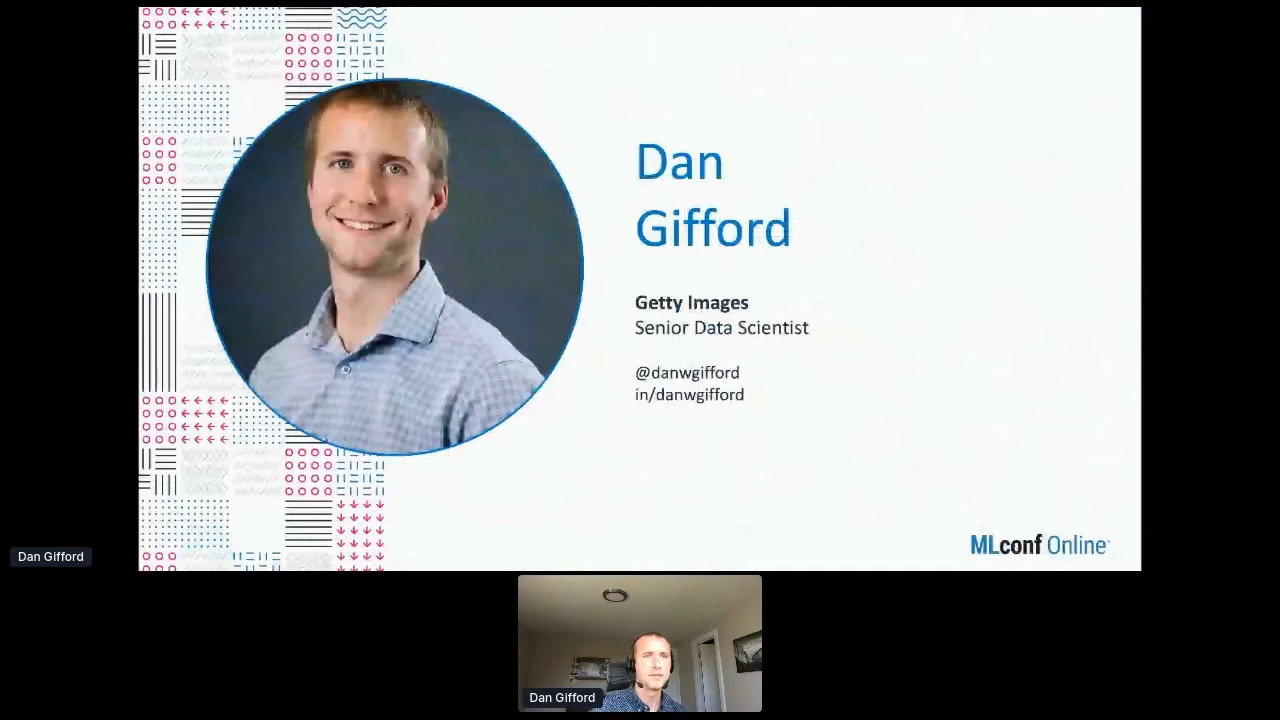 Dan
Gifford
Getty Images
Senior Data Scientist
@danwgifford
in/danwgifford
MLconf Online
Dan Gifford
Dan Gifford